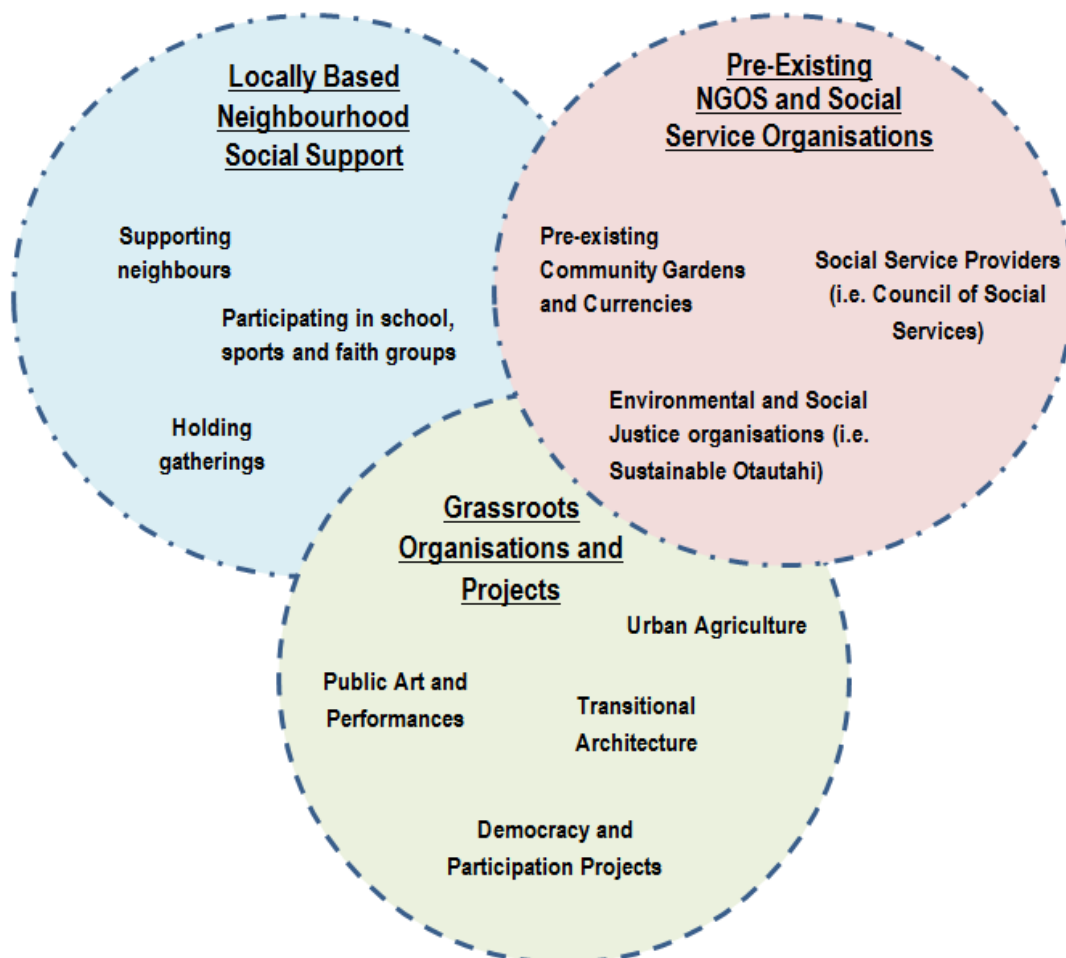 Locally Based
Neighbourhood
Social Support
Supporting
neighbours
Participating in school,
sports and faith groups
Holding
gatherings
Pre-Existing
NGOS and Social
Service Organisations
Pre-existing
Community Gardens
and Currencies
Social Service Providers
(i.e. Council of Social
Services)
Environmental and Social
Justice organisations (i.e.
Sustainable Otautahi)
Grassroots
Organisations and
Projects
Urban Agriculture
Public Art and
Performances
Transitional
Architecture
Democracy and
Participation Projects